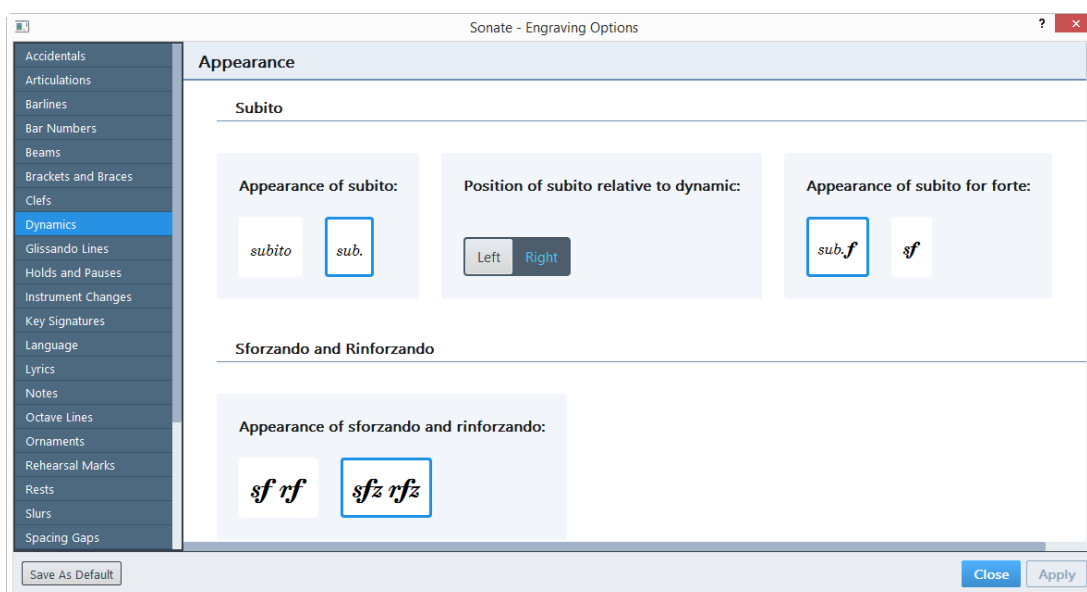 Sonate - Engraving Options
?
Accidentals
Articulations
Barlines
Bar Numbers
Beams
Brackets and Braces
Clefs
Dynamics
Glissando Lines
Holds and Pauses
Instrument Changes
Key Signatures
Language
Lyrics
Notes
Octave Lines
Ornaments
Rehearsal Marks
Rests
Slurs
Spacing Gaps
Appearance
Subito
Appearance of subito:
subito sub.
Position of subito relative to dynamic:
Left Right
Appearance of subito for forte:
sub.f sf
Sforzando and Rinforzando
Appearance of sforzando and rinforzando:
sf rf sfz rfz
Save As Default
Close Apply